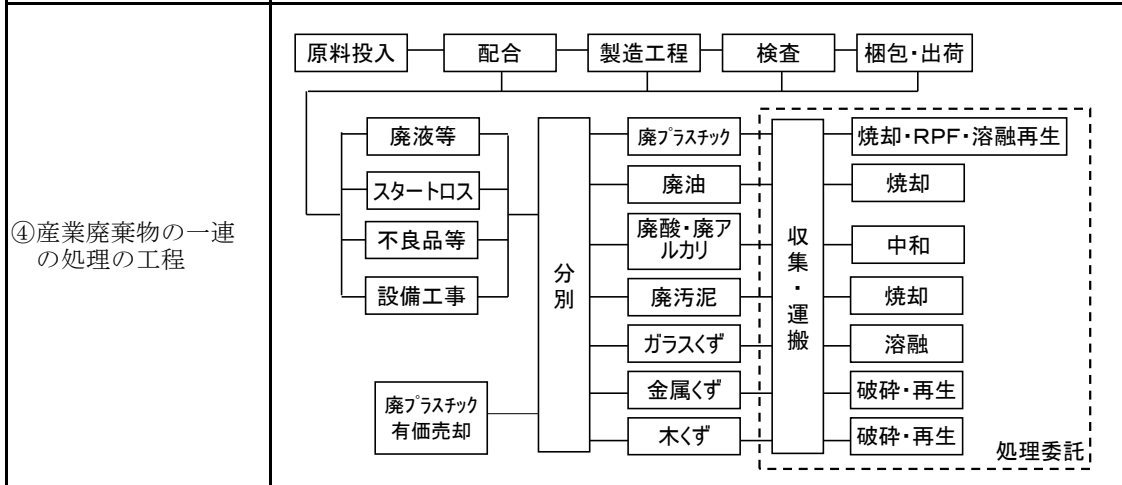 ④産業廃棄物の一連
の処理の工程
原料投入
配合
製造工程
検査
梱包・出荷
廃液等
スタートロス
不良品等
設備工事
廃プラスチック
有価売却
分別
廃プラスチック
廃油
廃酸・廃ア
ルカリ
廃汚泥
ガラスくず
金属くず
木くず
収集・運搬
焼却・RPF・溶融再生
焼却
中和
焼却
溶融
破砕・再生
破砕・再生
処理委託